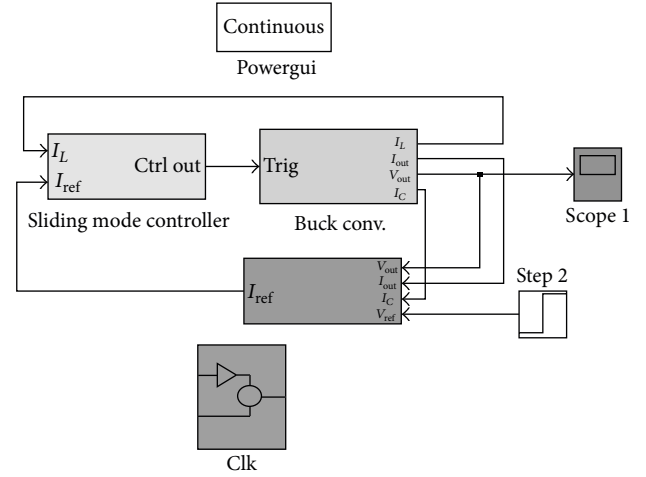 Continuous
Powergui
I_L
I_ref
Ctrl out
Sliding mode controller
Trig
I_L
I_out
V_out
I_C
Buck conv.
Scope 1
I_ref
V_out
I_out
I_C
V_ref
Step 2
Clk